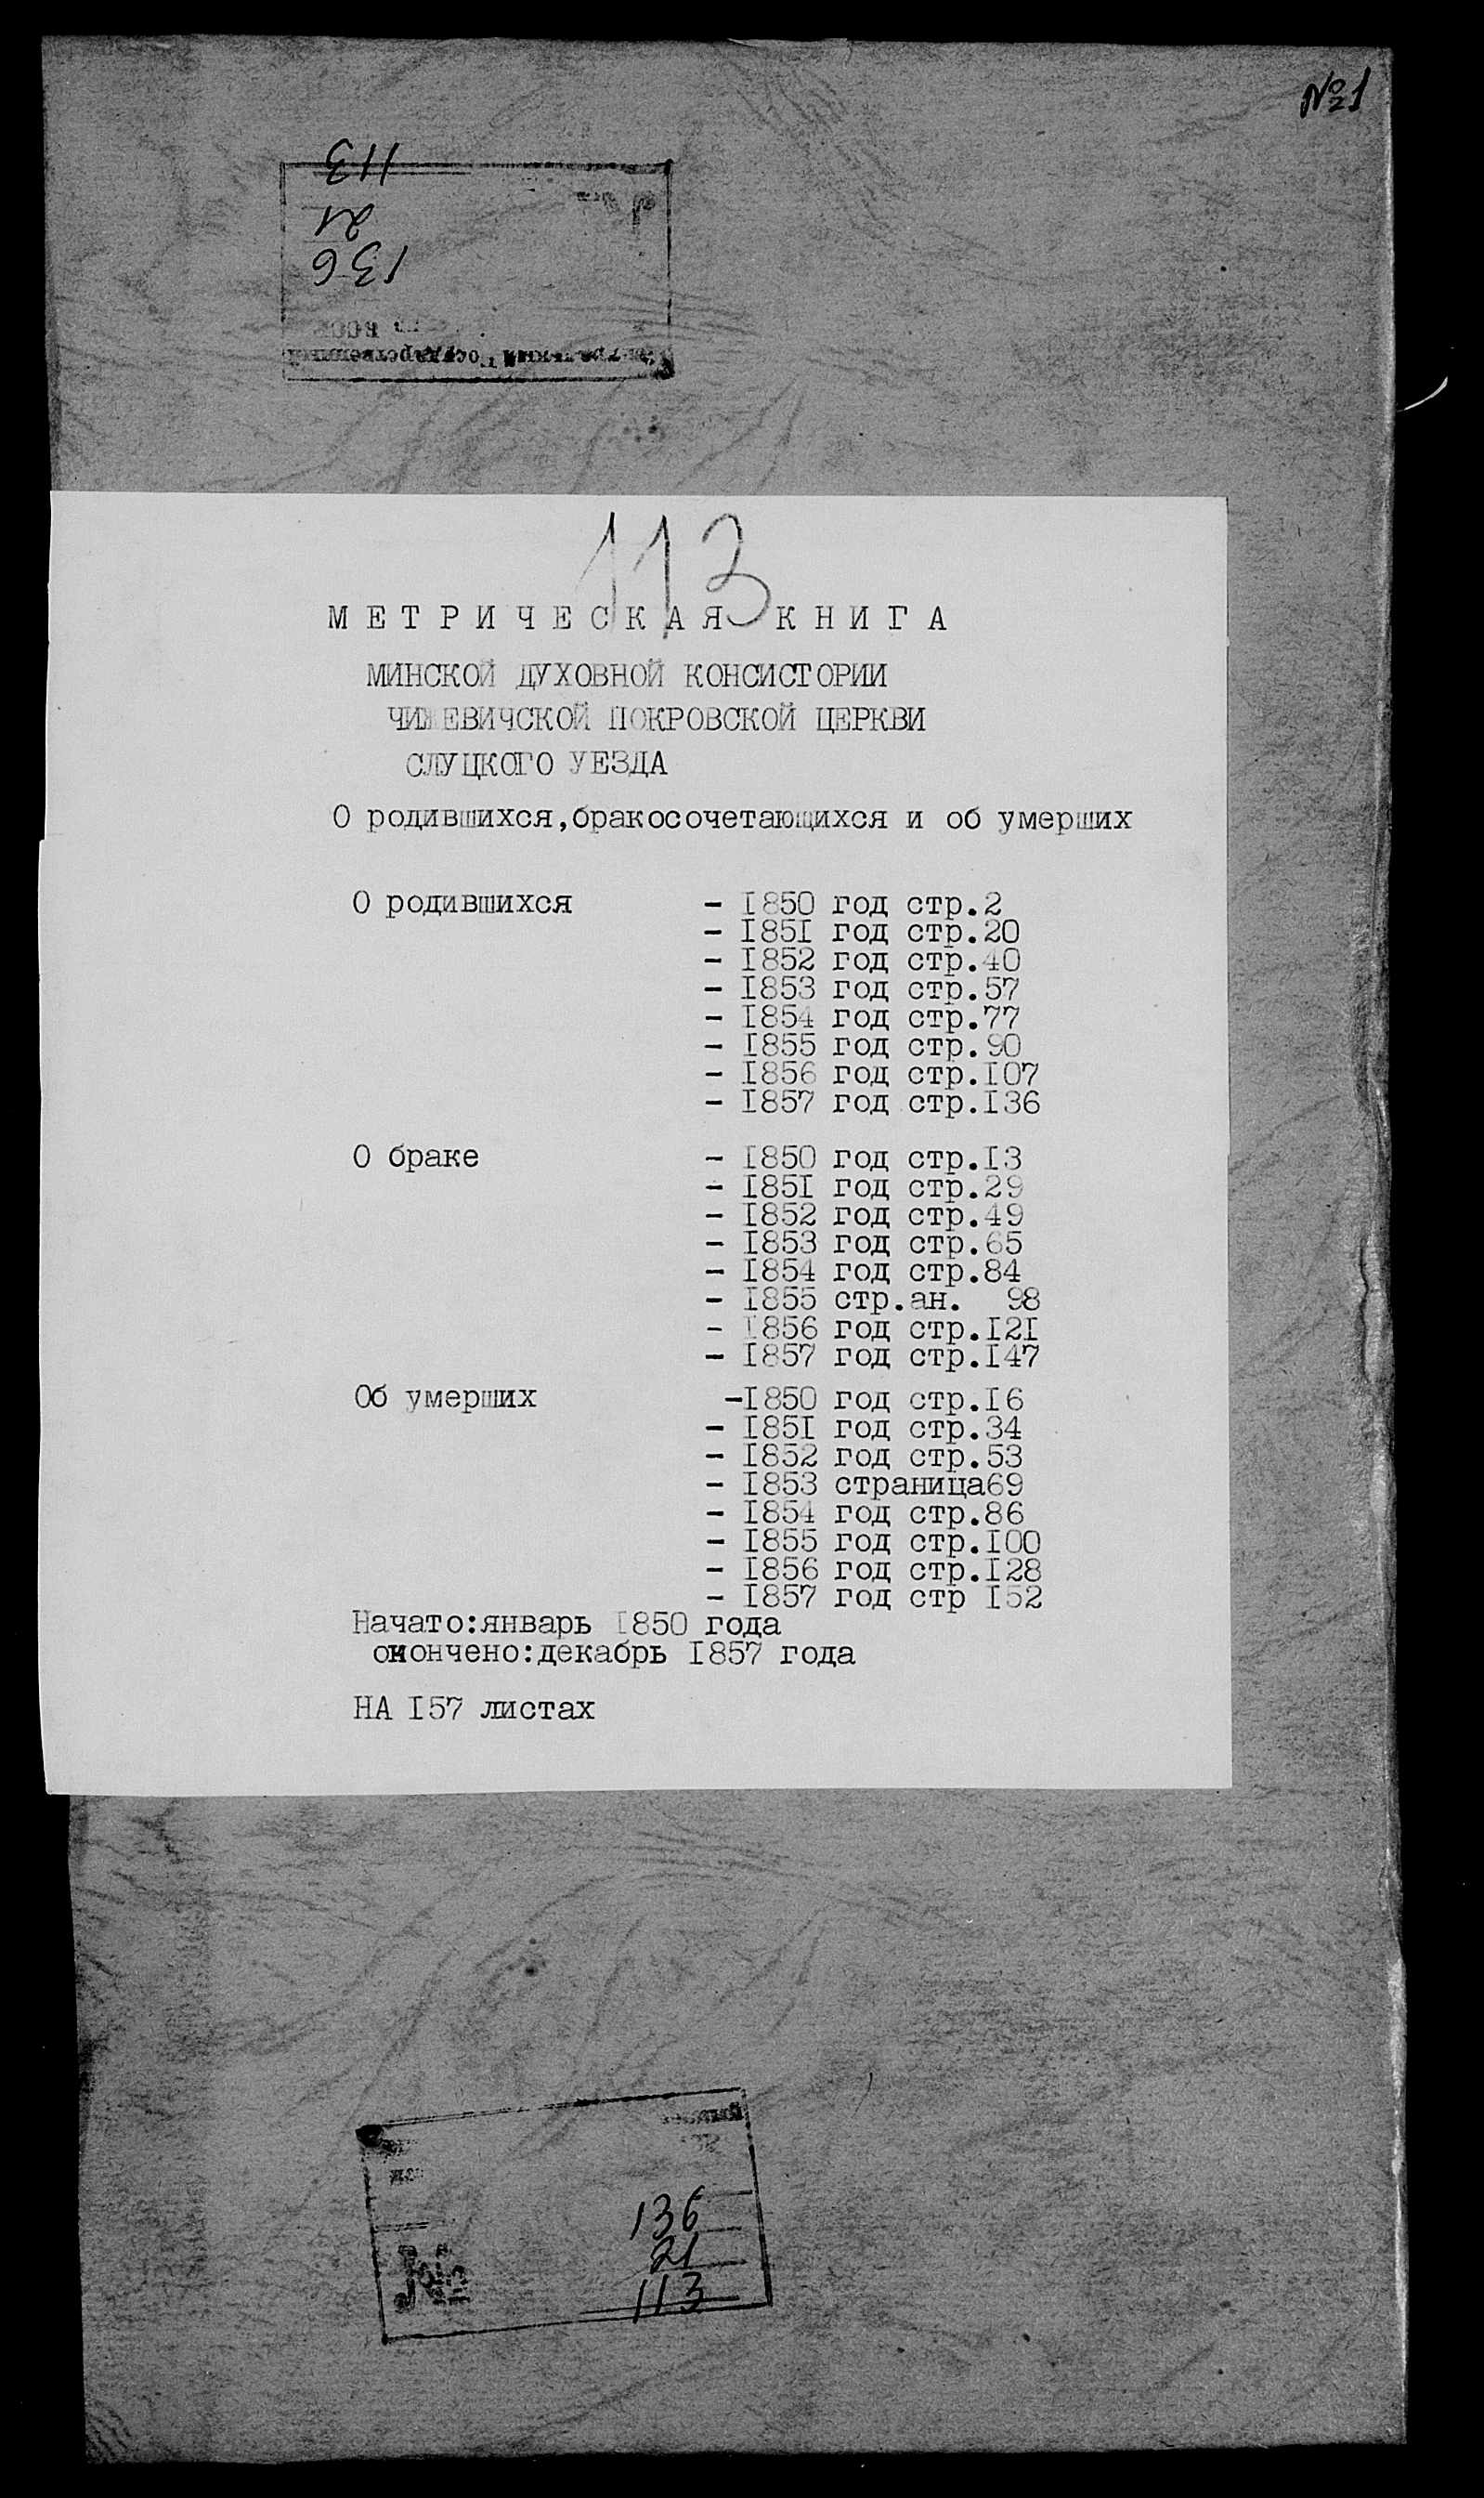 №1
113
21
136
113
МЕТРИЧЕСКАЯ КНИГА
МИНСКОЙ ДУХОВНОЙ КОНСИСТОРИИ
ЧИЖЕВИЧСКОЙ ПОКРОВСКОЙ ЦЕРКВИ
СЛУЦКОГО УЕЗДА
О родившихся,бракосочетающихся и об умерших
О родившихся - I850 год стр.2
- I85I год стр.20
- I852 год стр.40
- I853 год стр.57
- I854 год стр.77
- I855 год стр.90
- I856 год стр.I07
- I857 год стр.I36
О браке - I850 год стр.I3
- I85I год стр.29
- I852 год стр.49
- I853 год стр.65
- I854 год стр.84
- I855 стр.ан. 98
- I856 год стр.I2I
- I857 год стр.I47
Об умерших -I850 год стр.I6
- I85I год стр.34
- I852 год стр.53
- I853 страница69
- I854 год стр.86
- I855 год стр.I00
- I856 год стр.I28
- I857 год стр I52
Начато:январь I850 года
окончено:декабрь I857 года
НА I57 листах
136
21
№ 113